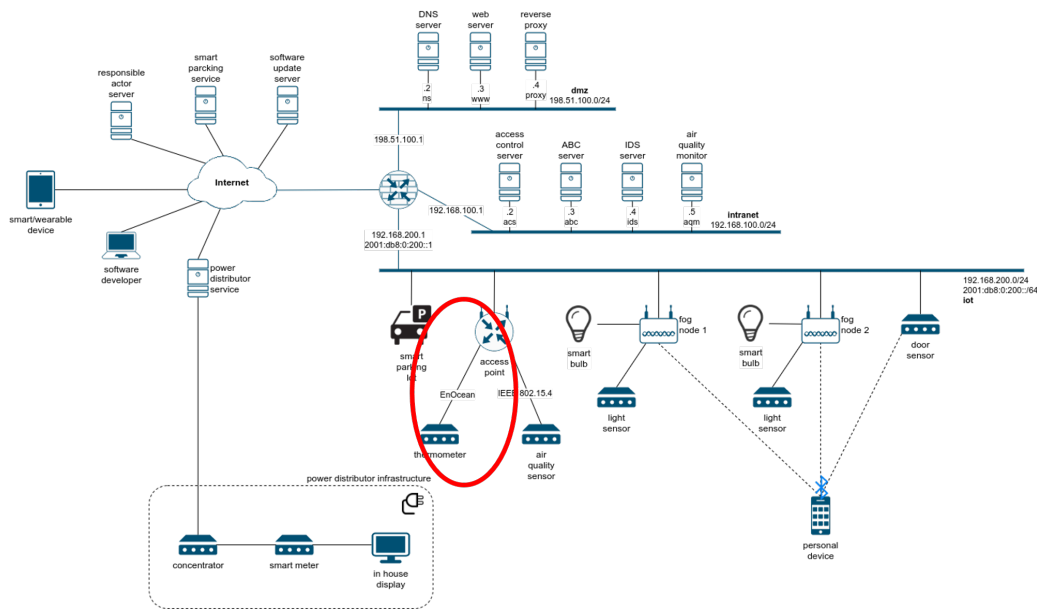 DNS
server
web
server
reverse
proxy
.2
ns
.3
www
.4
proxy
dmz
198.51.100.0/24
responsible
actor
server
smart
parcking
service
software
update
server
198.51.100.1
Internet
access
control
server
ABC
server
IDS
server
air
quality
monitor
.2
acs
.3
abc
.4
ids
.5
aqm
intranet
192.168.100.0/24
192.168.100.1
192.168.200.1
2001:db8:0:200::1
smart/wearable
device
software
developer
power
distributor
service
192.168.200.0/24
2001:db8:0:200::/64
iot
P
smart
parking
lot
access
point
smart
bulb
fog
node 1
smart
bulb
fog
node 2
door
sensor
EnOcean
IEEE 802.15.4
light
sensor
light
sensor
thermometer
air
quality
sensor
power distributor infrastructure
concentrator
smart meter
in house
display
personal
device